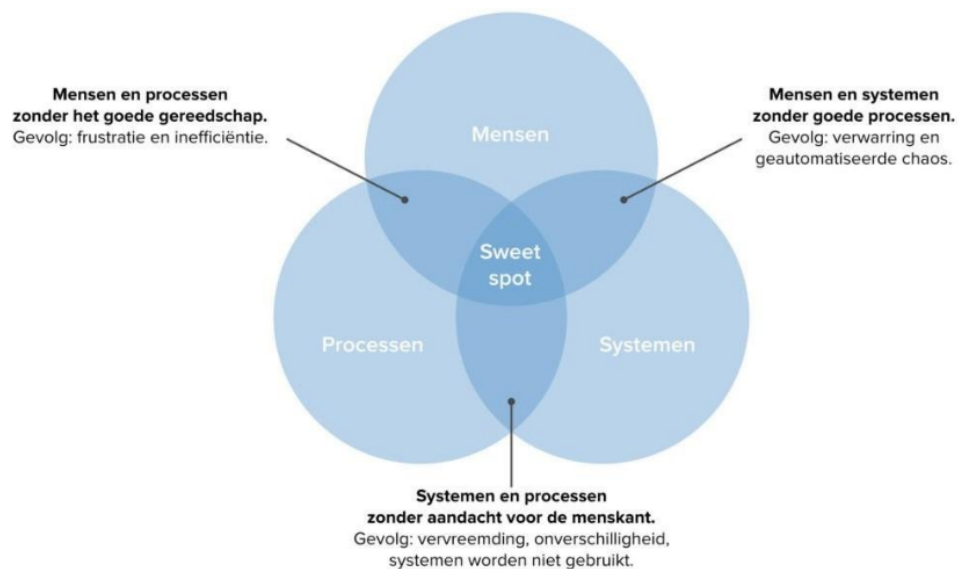 Mensen en processen
zonder het goede gereedschap.
Gevolg: frustratie en inefficiëntie.
Mensen
Mensen en systemen
zonder goede processen.
Gevolg: verwarring en
geautomatiseerde chaos.
Sweet
spot
Processen
Systemen
Systemen en processen
zonder aandacht voor de menskant.
Gevolg: vervreemding, onverschilligheid,
systemen worden niet gebruikt.